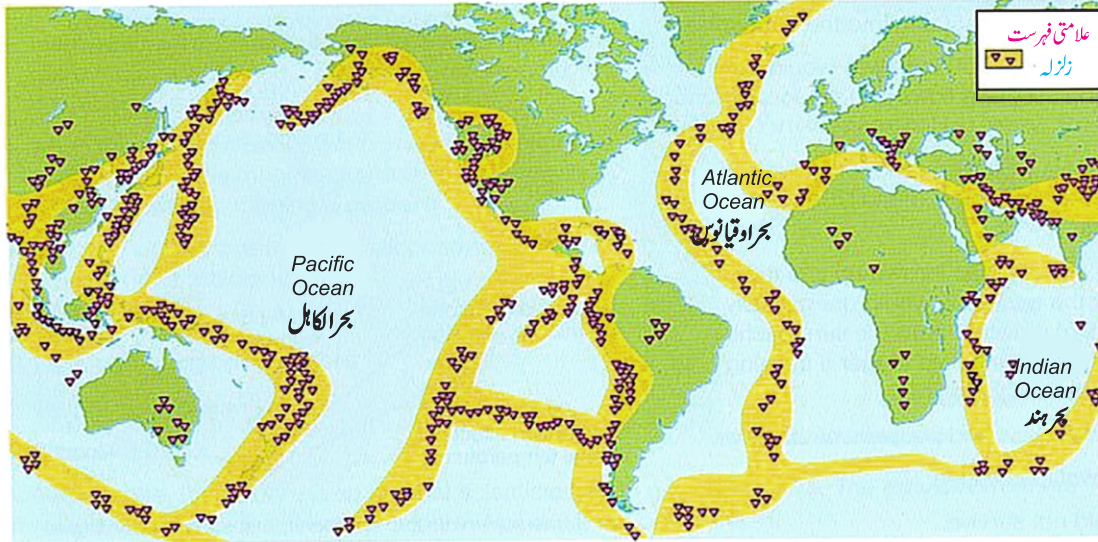 علامتی فہرست
زلزلہ
Atlantic
Ocean
بحر اوقیانوس
Pacific
Ocean
بحر الکاہل
Indian
Ocean
بحر ہند